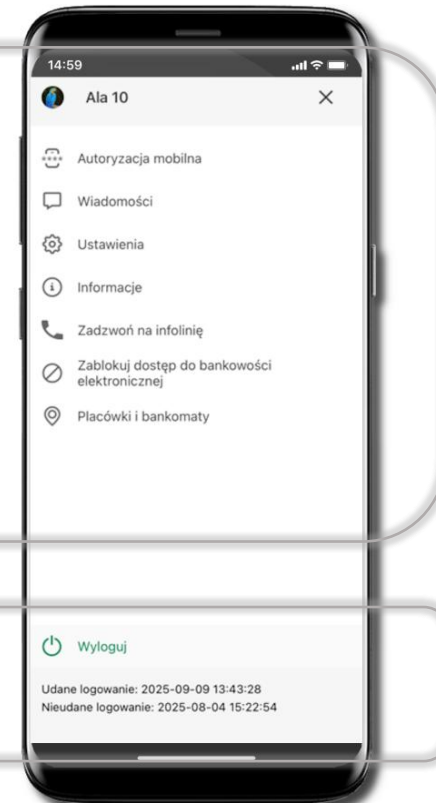 14:59
Ala 10
Autoryzacja mobilna
Wiadomości
Ustawienia
Informacje
Zadzwoń na infolinię
Zablokuj dostęp do bankowości
elektronicznej
Placówki i bankomaty
Wyloguj
Udane logowanie: 2025-09-09 13:43:28
Nieudane logowanie: 2025-08-04 15:22:54